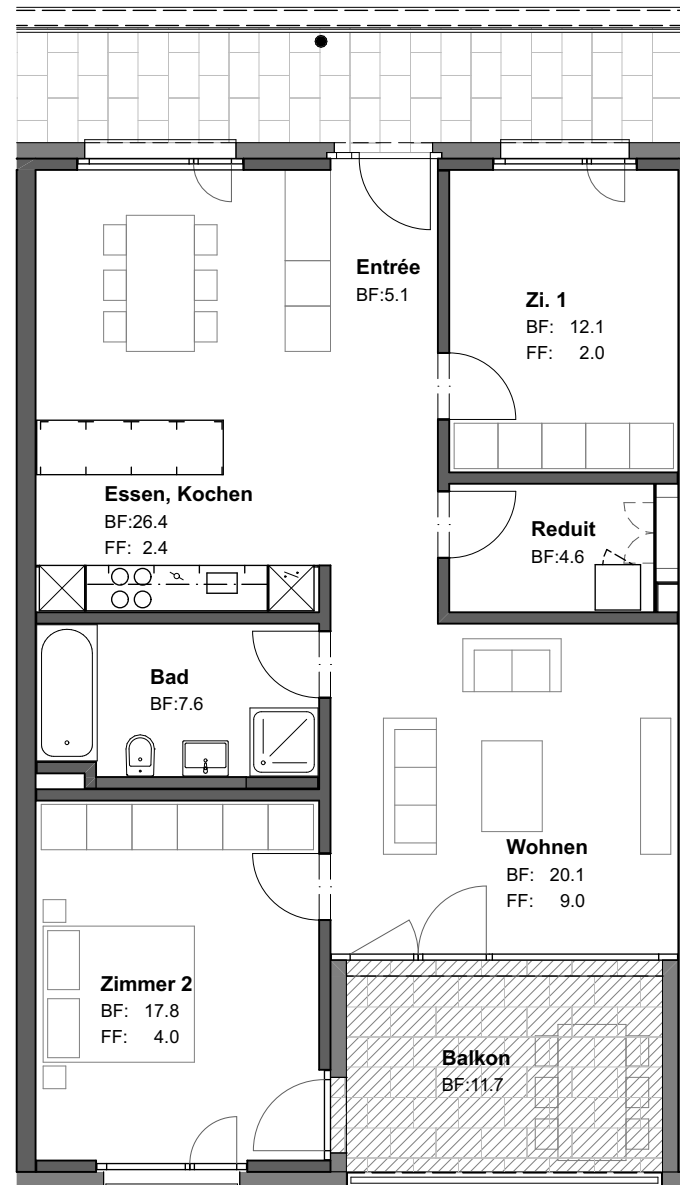 Entrée
BF:5.1
Zi. 1
BF: 12.1
FF: 2.0
Essen, Kochen
BF:26.4
FF: 2.4
Reduit
BF:4.6
Bad
BF:7.6
Wohnen
BF: 20.1
FF: 9.0
Zimmer 2
BF: 17.8
FF: 4.0
Balkon
BF:11.7